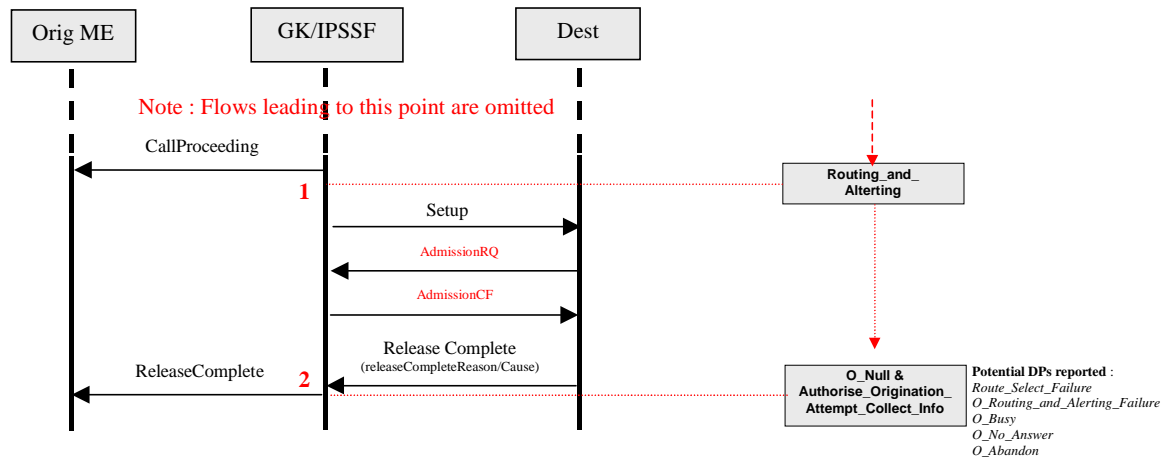 Orig ME
GK/IPSSF
Dest
Note : Flows leading to this point are omitted
CallProceeding
1
Routing_and_
Alterting
Setup
AdmissionRQ
AdmissionCF
Release Complete
(releaseCompleteReason/Cause)
ReleaseComplete
2
O_Null &
Authorise_Origination_
Attempt_Collect_Info
Potential DPs reported :
Route_Select_Failure
O_Routing_and_Alerting_Failure
O_Busy
O_No_Answer
O_Abandon